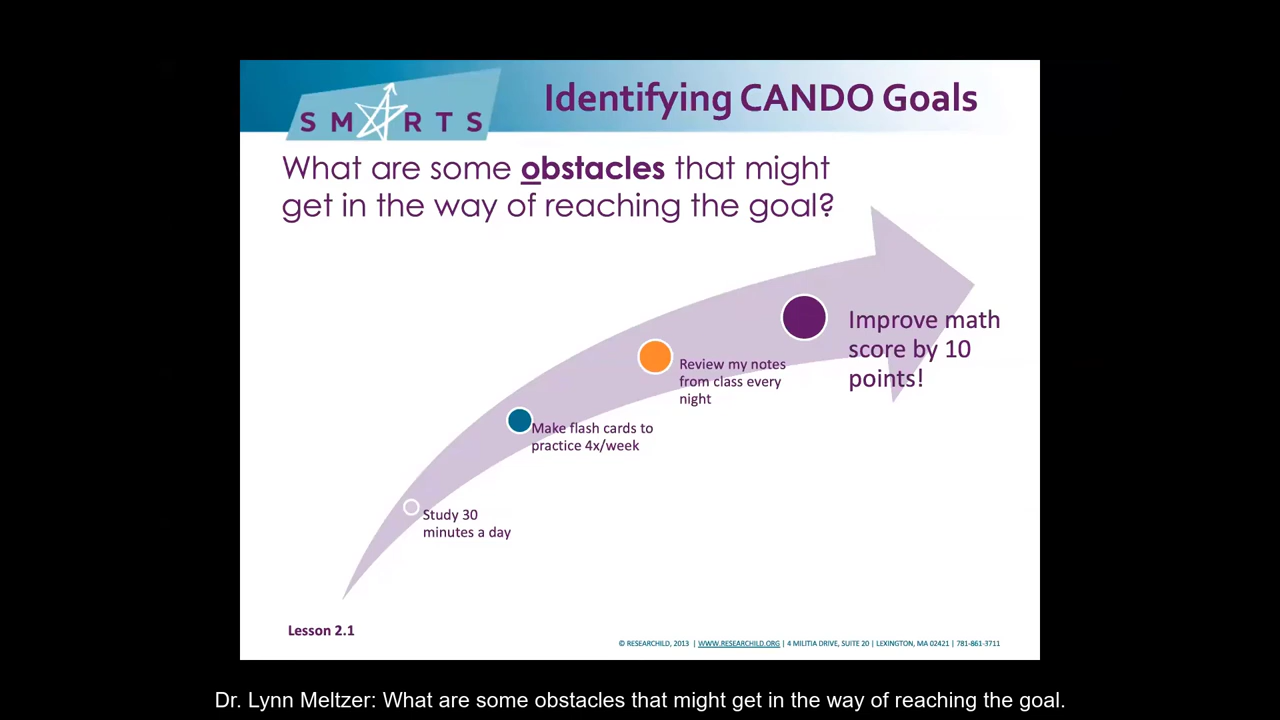 SMARTS
Identifying CANDO Goals
What are some obstacles that might
get in the way of reaching the goal?
Improve math
score by 10
points!
Review my notes
from class every
night
Make flash cards to
practice 4x/week
Study 30
minutes a day
Lesson 2.1
© RESEARCHILD, 2013 | WWW.RESEARCHILD.ORG | 4 MILITIA DRIVE, SUITE 20 | LEXINGTON, MA 02421 | 781-861-3711
Dr. Lynn Meltzer: What are some obstacles that might get in the way of reaching the goal.